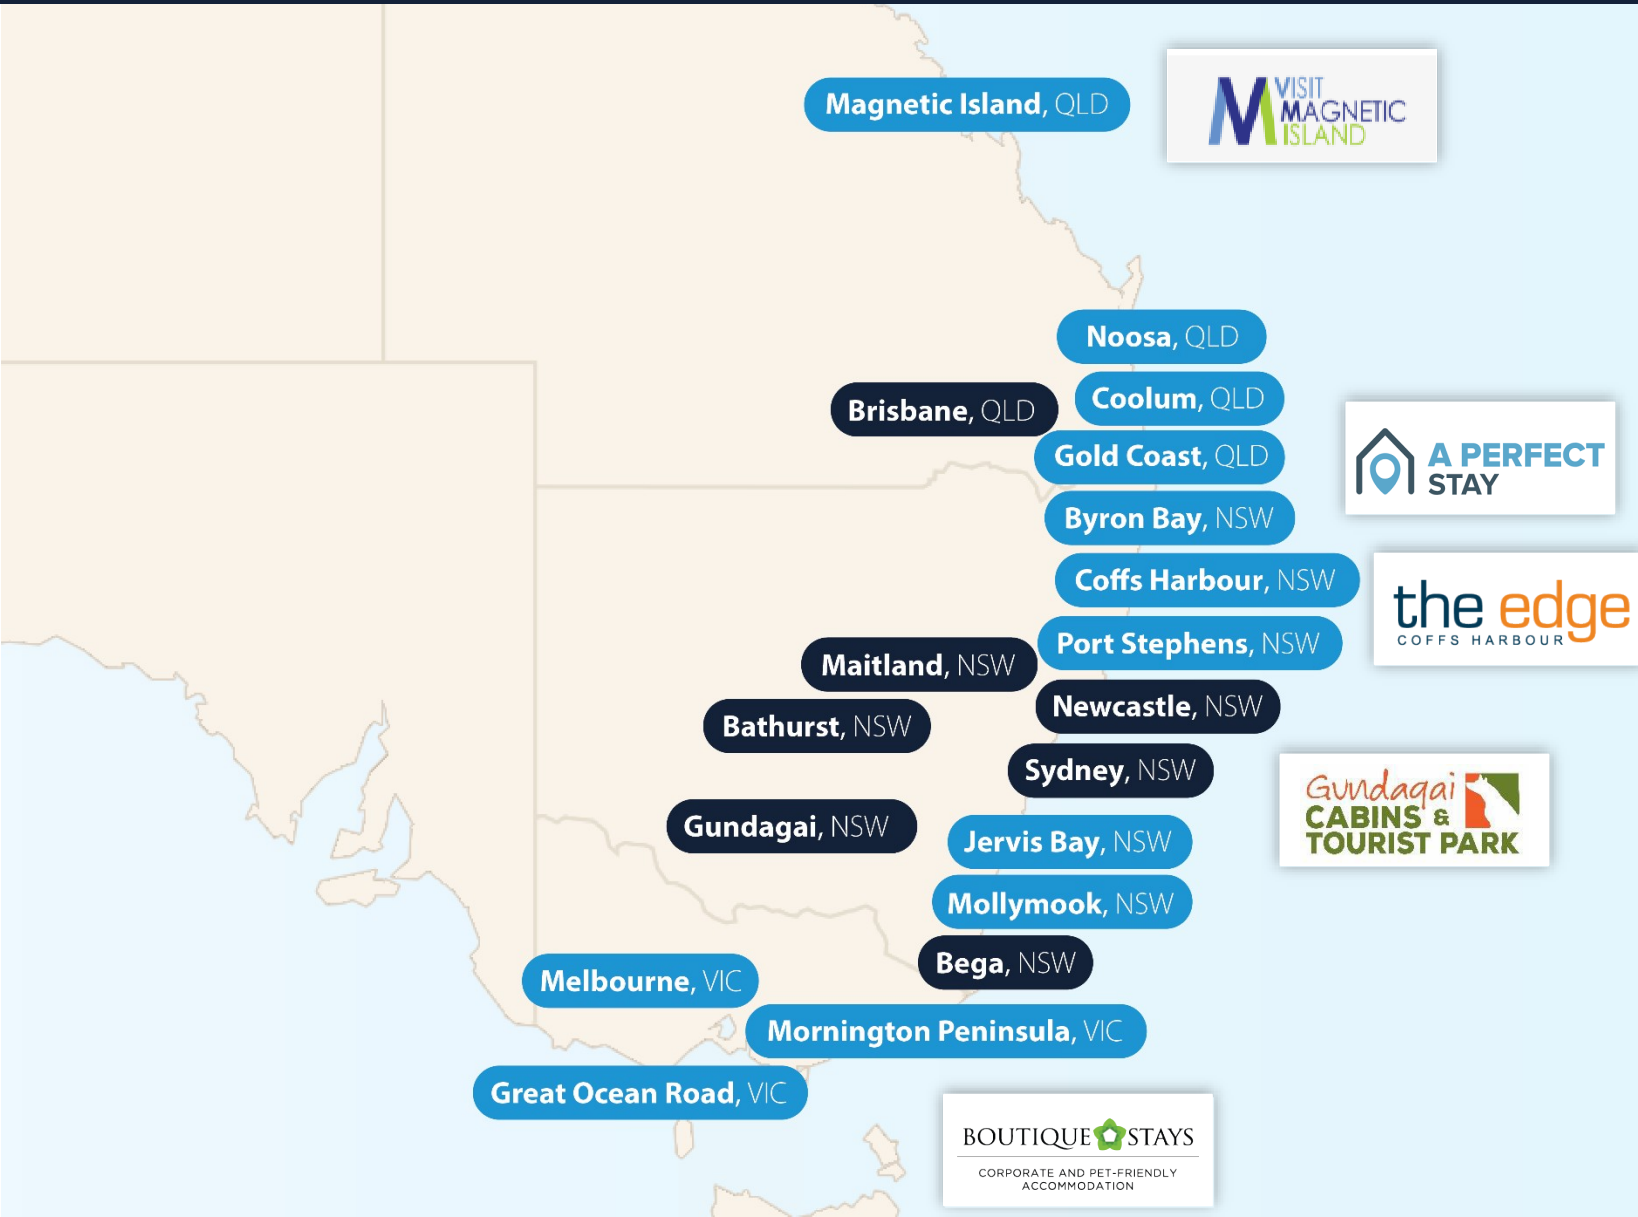 Magnetic Island, QLD
VISIT
MAGNETIC
ISLAND
Noosa, QLD
Brisbane, QLD
Coolum, QLD
Gold Coast, QLD
A PERFECT
STAY
Byron Bay, NSW
Coffs Harbour, NSW
the edge
COFFS HARBOUR
Port Stephens, NSW
Maitland, NSW
Newcastle, NSW
Bathurst, NSW
Sydney, NSW
Gundagai
CABINS &
TOURIST PARK
Gundagai, NSW
Jervis Bay, NSW
Mollymook, NSW
Bega, NSW
Melbourne, VIC
Mornington Peninsula, VIC
Great Ocean Road, VIC
BOUTIQUE STAYS
CORPORATE AND PET-FRIENDLY
ACCOMMODATION